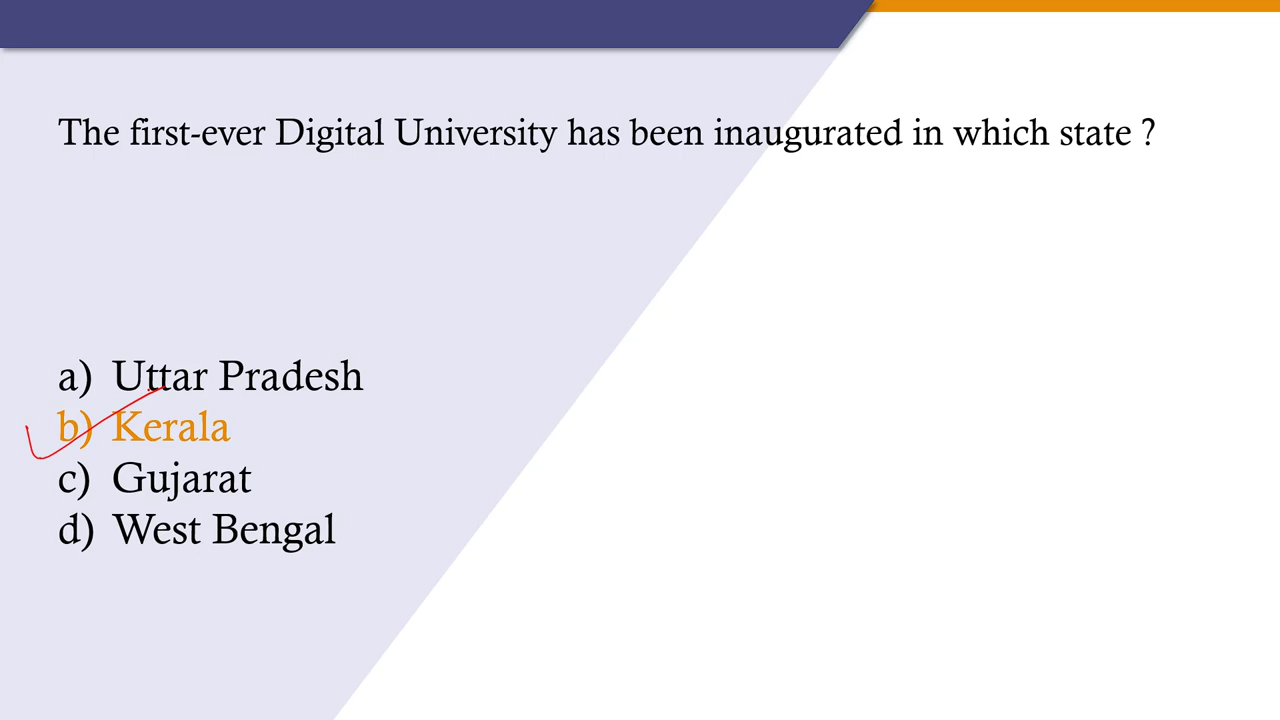 The first-ever Digital University has been inaugurated in which state ?
a) Uttar Pradesh
b) Kerala
c) Gujarat
d) West Bengal